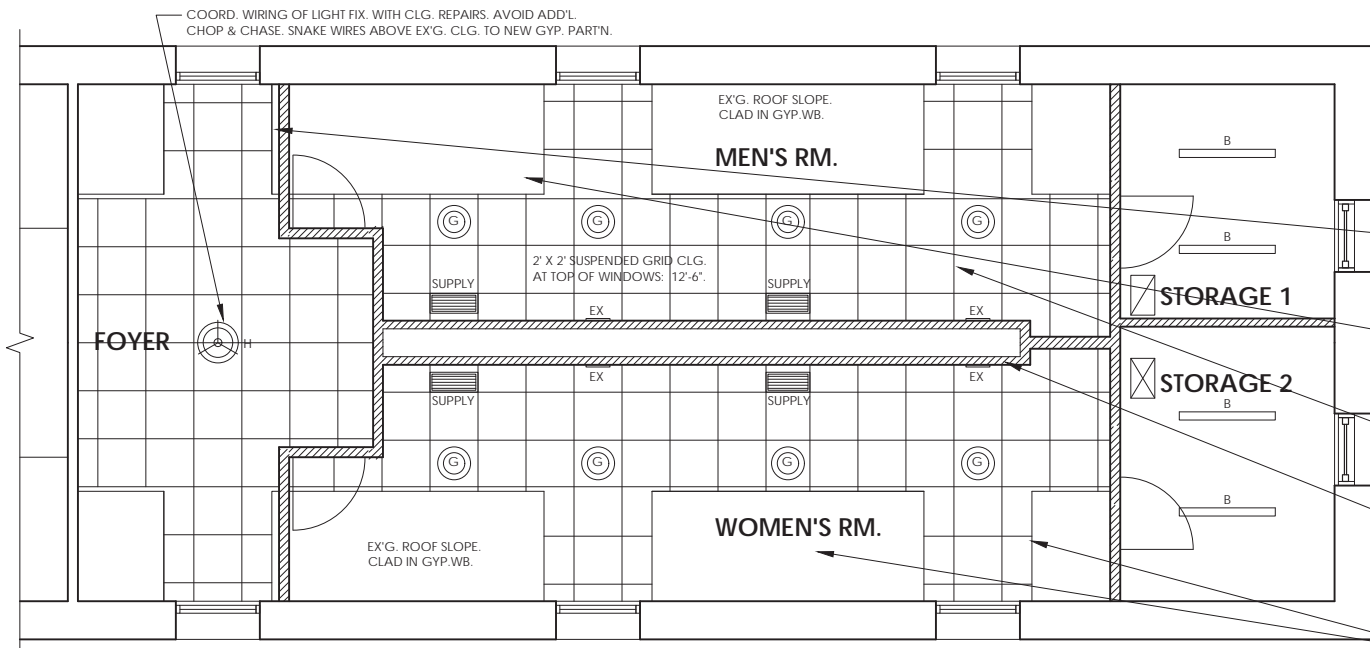 COORD. WIRING OF LIGHT FIX. WITH CLG. REPAIRS. AVOID ADD'L.
CHOP & CHASE. SNAKE WIRES ABOVE EX'G. CLG. TO NEW GYP. PART'N.
EX'G. ROOF SLOPE.
CLAD IN GYP.WB.
MEN'S RM.
B
G
G
G
G
B
2' X 2' SUSPENDED GRID CLG.
AT TOP OF WINDOWS: 12'-6".
SUPPLY
SUPPLY
STORAGE 1
EX
EX
FOYER
H
EX
EX
SUPPLY
SUPPLY
STORAGE 2
B
G
G
G
G
B
WOMEN'S RM.
EX'G. ROOF SLOPE.
CLAD IN GYP.WB.